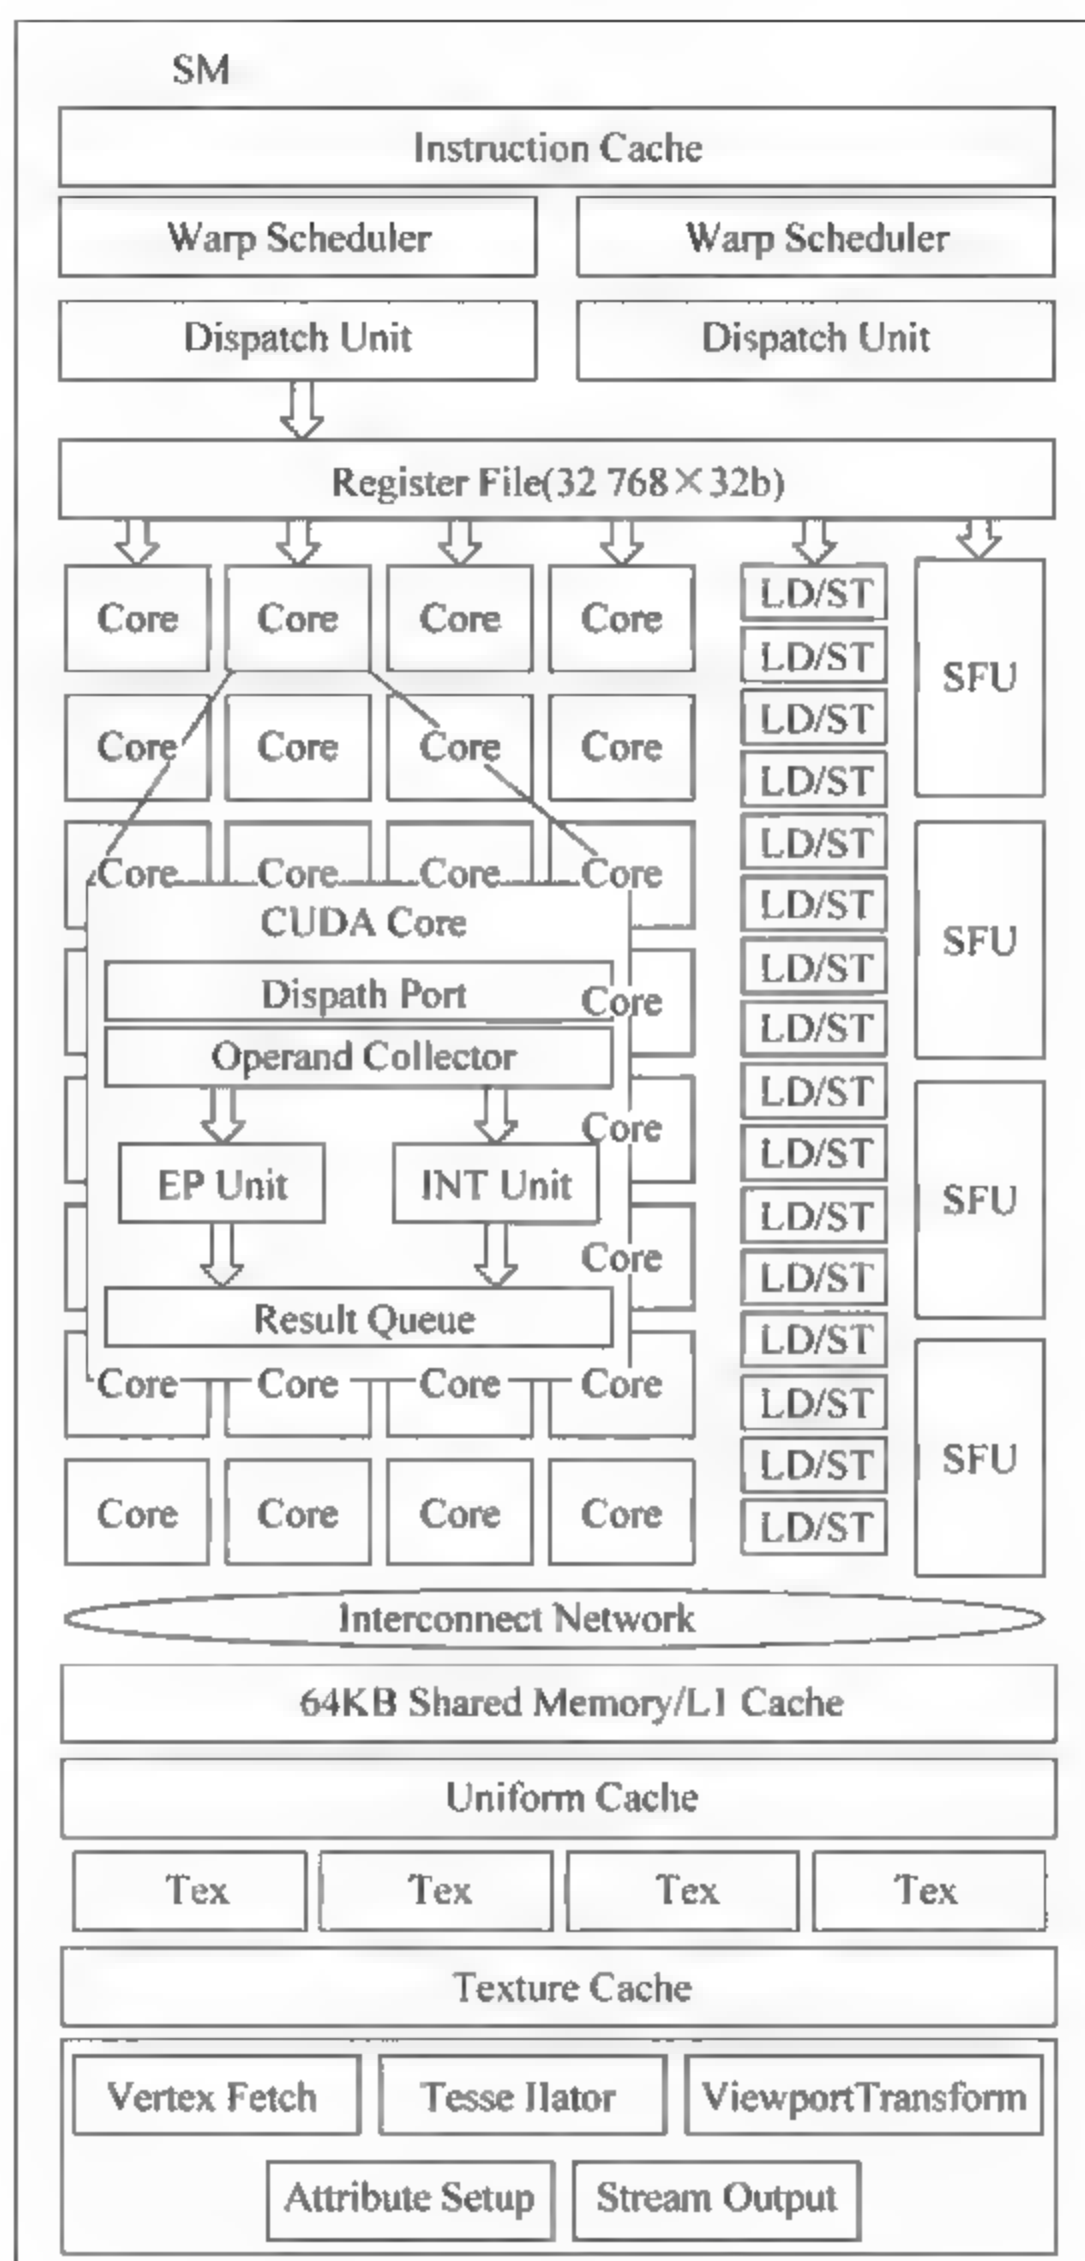 SM
Instruction Cache
Warp Scheduler Warp Scheduler
Dispatch Unit Dispatch Unit
Register File(32 768×32b)
Core Core Core Core LD/ST
LD/ST SFU
LD/ST
Core Core Core Core
LD/ST
LD/ST
Core Core Core Core
LD/ST
CUDA Core SFU
LD/ST
Dispath Port Core
LD/ST
Operand Collector
LD/ST
Core
LD/ST
EP Unit INT Unit SFU
LD/ST
Core
LD/ST
Result Queue
LD/ST
Core Core Core Core
LD/ST
LD/ST SFU
Core Core Core Core
LD/ST
Interconnect Network
64KB Shared Memory/L1 Cache
Uniform Cache
Tex Tex Tex Tex
Texture Cache
Vertex Fetch Tesse llator ViewportTransform
Attribute Setup Stream Output